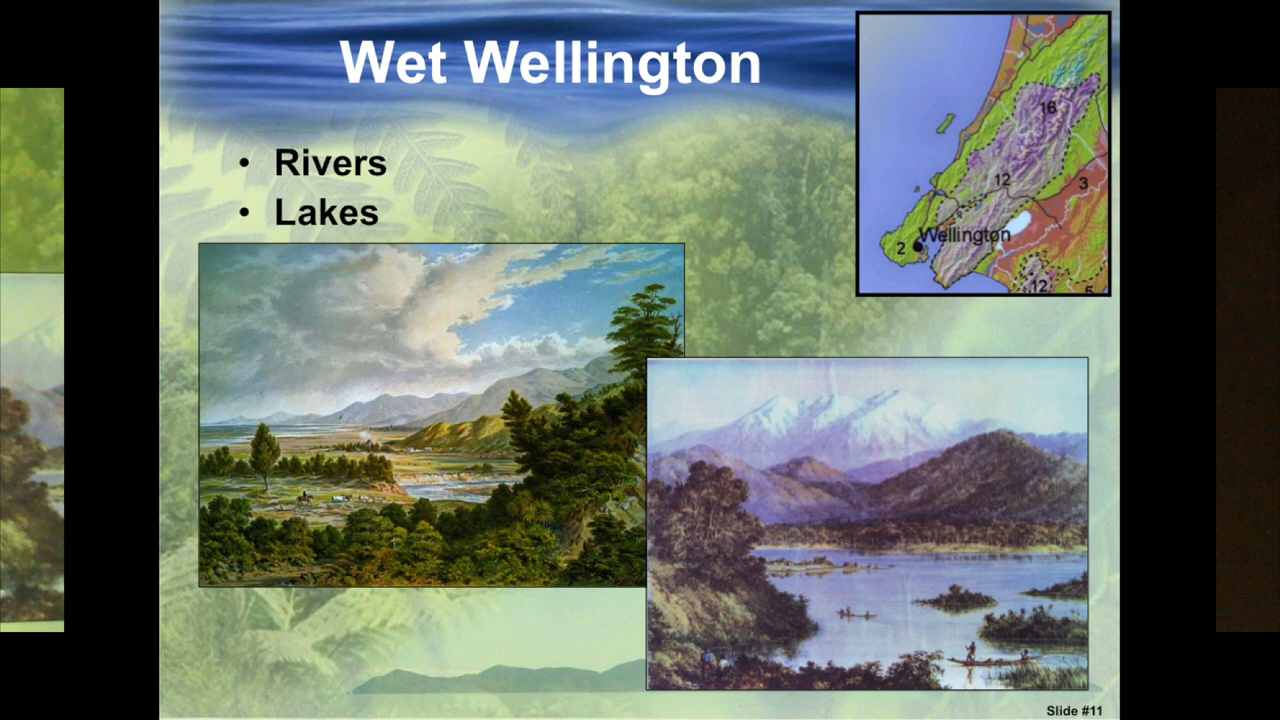 Wet Wellington
• Rivers
• Lakes
16
12
3
Wellington
2
12
5
Slide #11